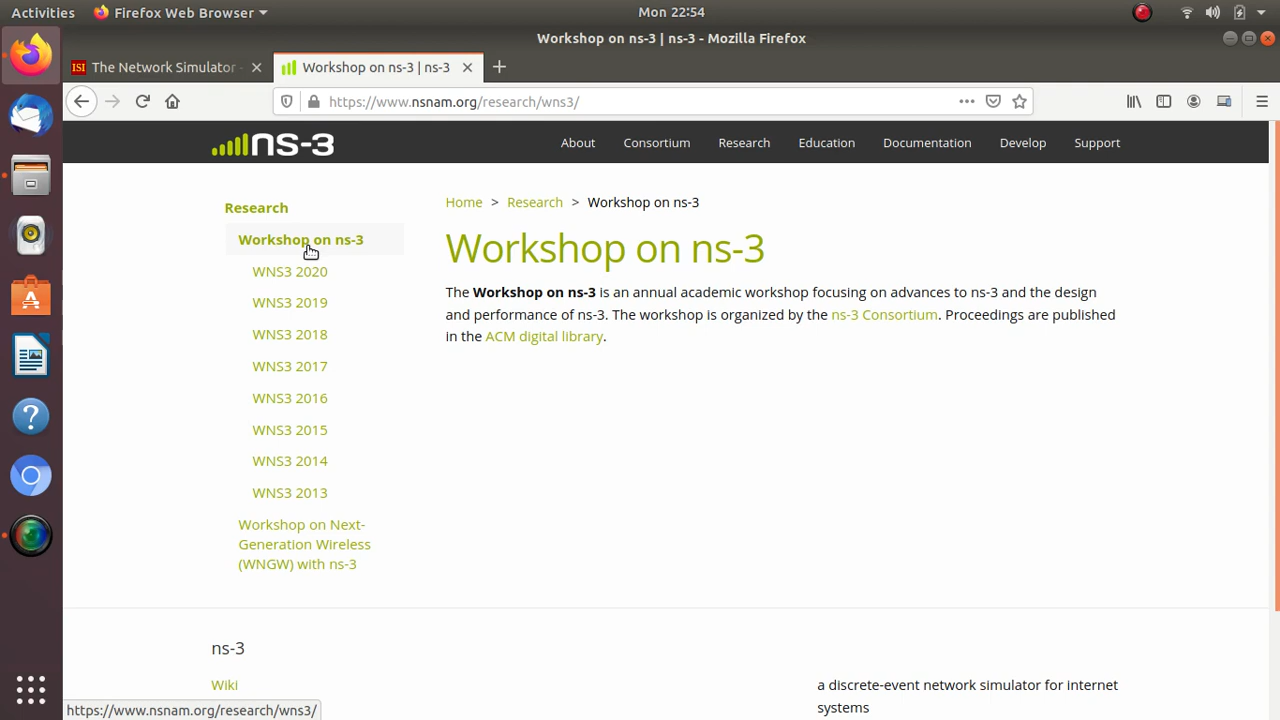 Activities Firefox Web Browser Mon 22:54
Workshop on ns-3 | ns-3 - Mozilla Firefox
ISI The Network Simulator - Workshop on ns-3 | ns-3
https://www.nsnam.org/research/wns3/
ns-3 About Consortium Research Education Documentation Develop Support
Research
Workshop on ns-3
WNS3 2020
WNS3 2019
WNS3 2018
WNS3 2017
WNS3 2016
WNS3 2015
WNS3 2014
WNS3 2013
Workshop on Next-
Generation Wireless
(WNGW) with ns-3
Home > Research > Workshop on ns-3
Workshop on ns-3
The Workshop on ns-3 is an annual academic workshop focusing on advances to ns-3 and the design
and performance of ns-3. The workshop is organized by the ns-3 Consortium. Proceedings are published
in the ACM digital library.
ns-3
Wiki
a discrete-event network simulator for internet
systems
https://www.nsnam.org/research/wns3/